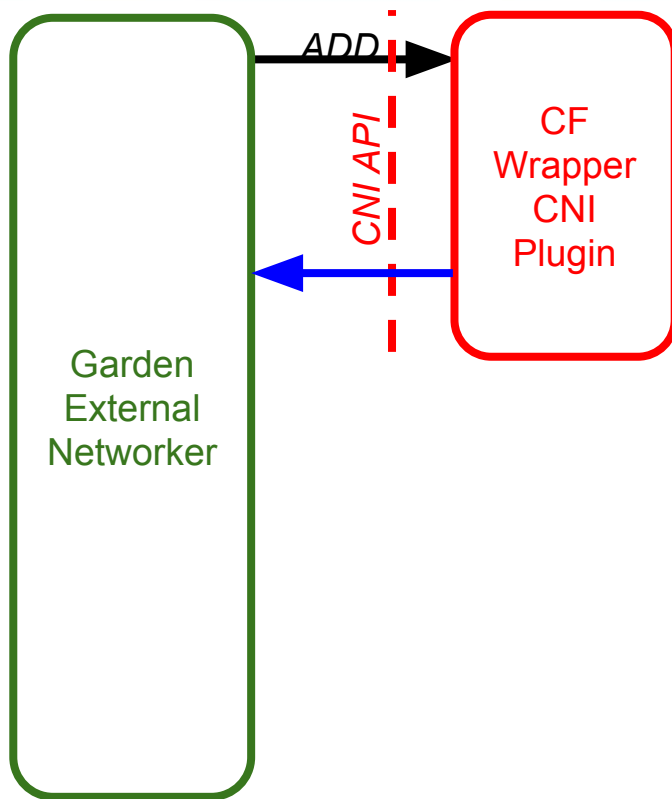 ADD
CNI API
CF
Wrapper
CNI
Plugin
Garden
External
Networker